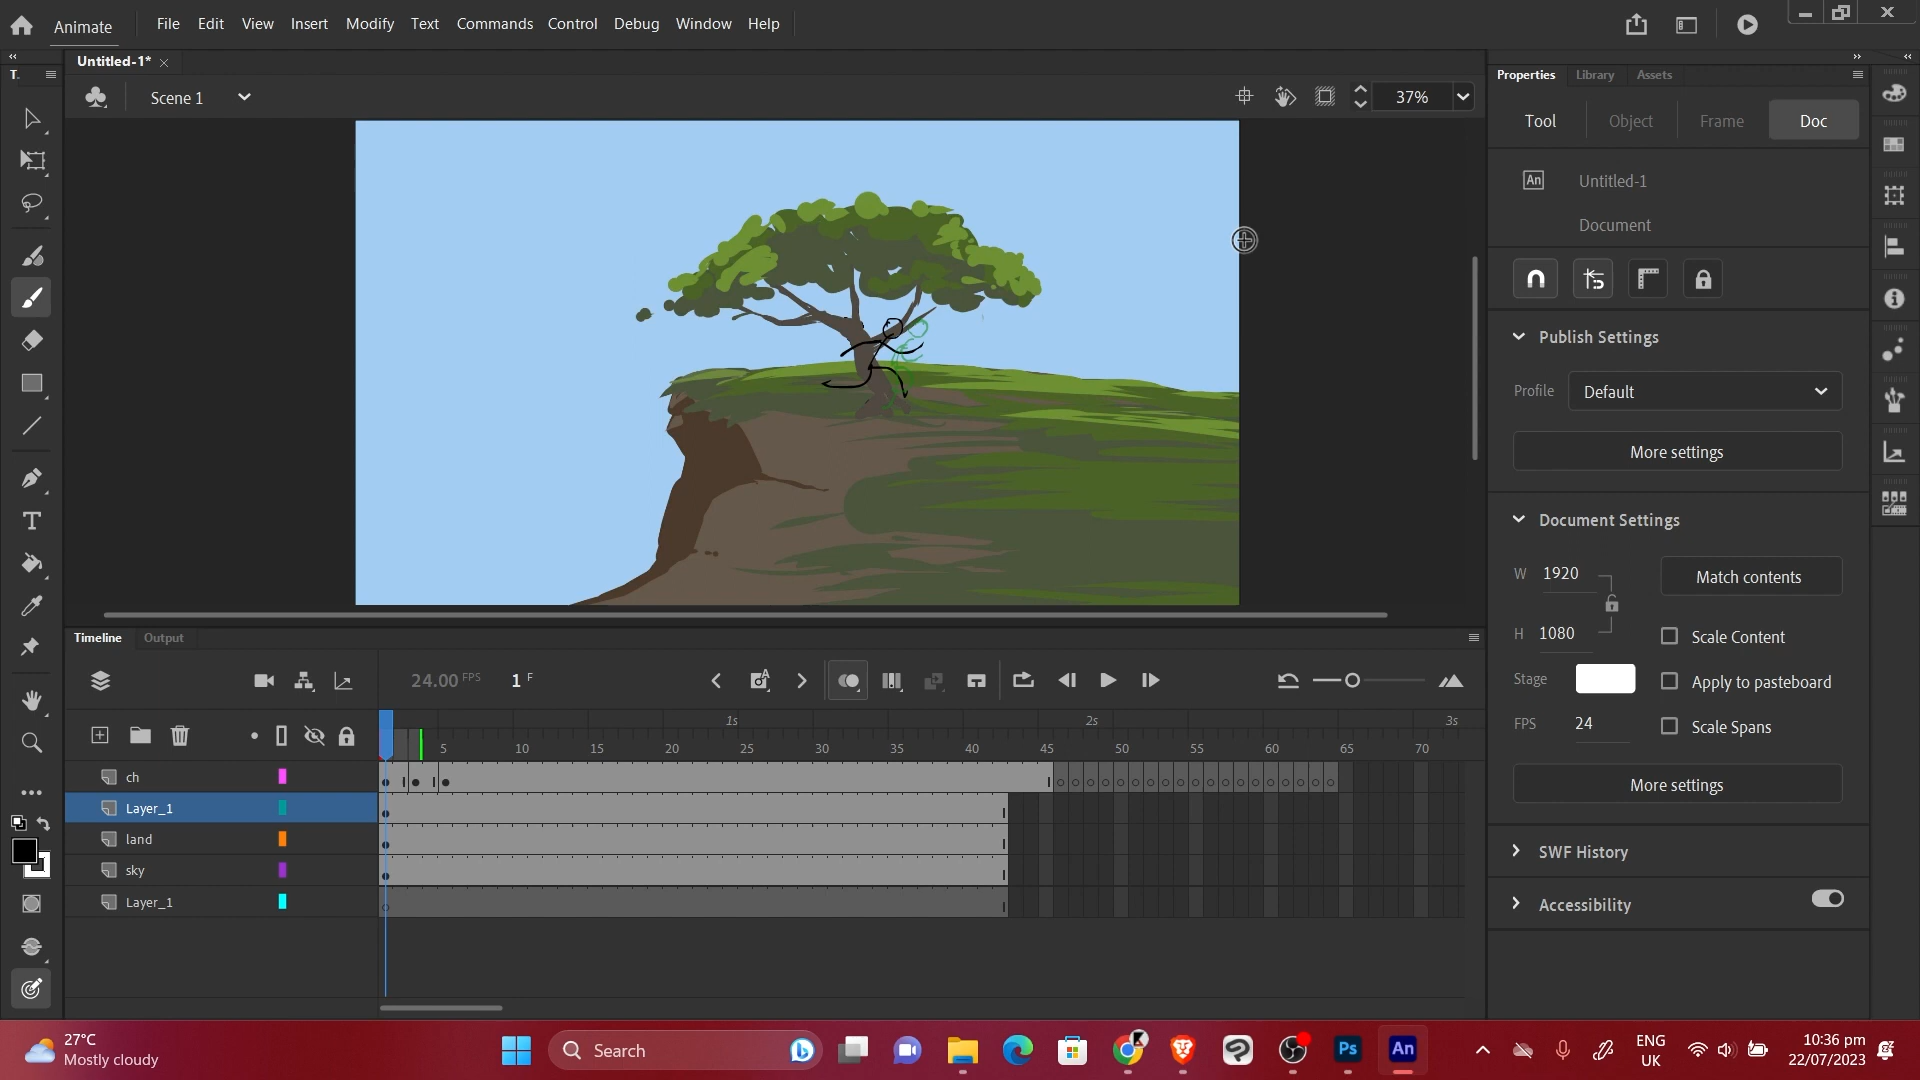 Animate
File Edit View Insert Modify Text Commands Control Debug Window Help
Untitled-1*
T.
Scene 1
37%
Properties Library Assets
Tool Object Frame Doc
An Untitled-1
Document
Publish Settings
Profile Default
More settings
Document Settings
W 1920
Match contents
H 1080
Scale Content
Stage
Apply to pasteboard
FPS 24
Scale Spans
More settings
SWF History
Accessibility
Timeline Output
24.00 FPS 1 F
1s 2s 3s
5 10 15 20 25 30 35 40 45 50 55 60 65 70
ch
Layer_1
land
sky
Layer_1
27°C
Mostly cloudy
Search
Ps
An
ENG
UK
10:36 pm
22/07/2023